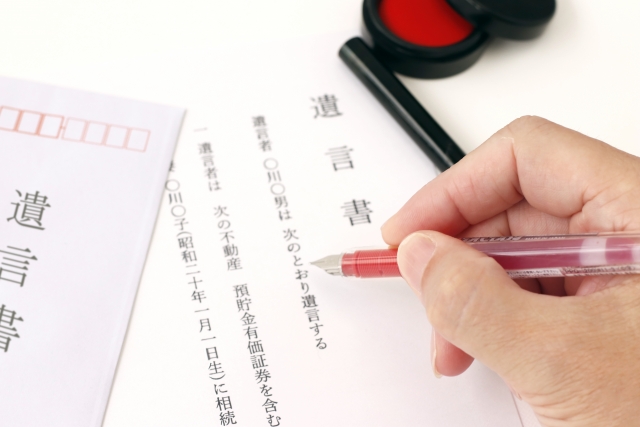 遺言書
遺言者 〇川〇男は 次のとおり遺言する
一 遺言者は 次の不動産 預貯金有価証券を含む
〇川〇子(昭和二十年一月一日生)に相続
遺言書